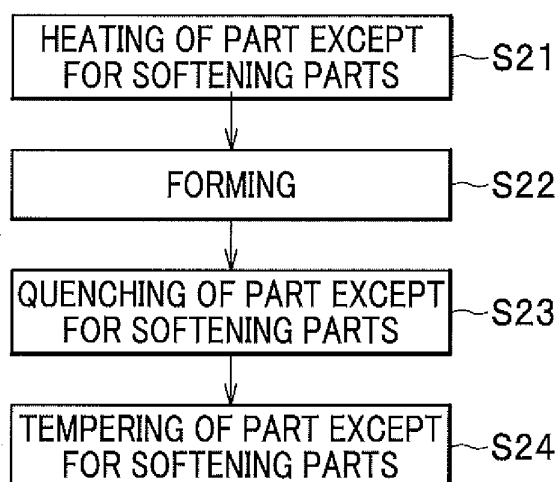 HEATING OF PART EXCEPT
FOR SOFTENING PARTS
S21
FORMING
S22
QUENCHING OF PART EXCEPT
FOR SOFTENING PARTS
S23
TEMPERING OF PART EXCEPT
FOR SOFTENING PARTS
S24